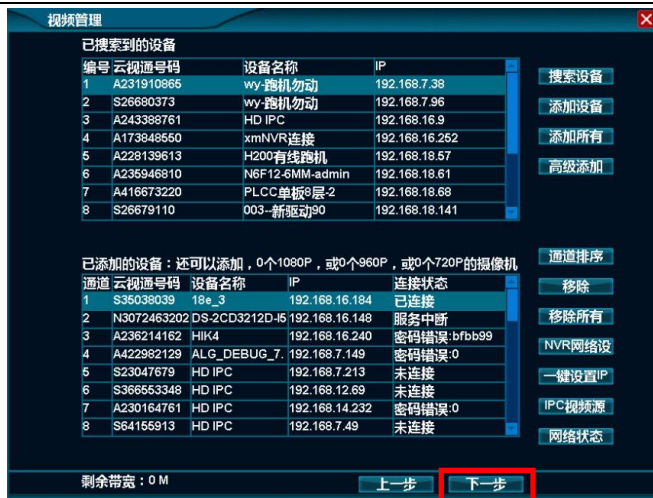 视频管理
已搜索到的设备
编号 云视通号码 设备名称 IP
1 A231910865 wy-跑机勿动 192.168.7.38
2 S26680373 wy-跑机勿动 192.168.7.96
3 A243388761 HD IPC 192.168.16.9
4 A173848550 xmNVR连接 192.168.16.252
5 A228139613 H200有线跑机 192.168.18.57
6 A235946810 N6F12-6MM-admin 192.168.18.61
7 A416673220 PLCC单板8层-2 192.168.18.68
8 S26679110 003--新驱动90 192.168.18.141
搜索设备
添加设备
添加所有
高级添加
已添加的设备：还可以添加，0个1080P，或0个960P，或0个720P的摄像机
通道 云视通号码 设备名称 IP 连接状态
1 S35038039 18e_3 192.168.16.184 已连接
2 N3072463202 DS-2CD3212D-I5 192.168.16.148 服务中断
3 A236214162 HIK4 192.168.16.240 密码错误:bfbb99
4 A422982129 ALG_DEBUG_7. 192.168.7.149 密码错误:0
5 S23047679 HD IPC 192.168.7.213 未连接
6 S366553348 HD IPC 192.168.12.69 未连接
7 A230164761 HD IPC 192.168.14.232 密码错误:0
8 S64155913 HD IPC 192.168.7.49 未连接
通道排序
移除
移除所有
NVR网络设
一键设置IP
IPC视频源
网络状态
剩余带宽：0 M
上一步
下一步